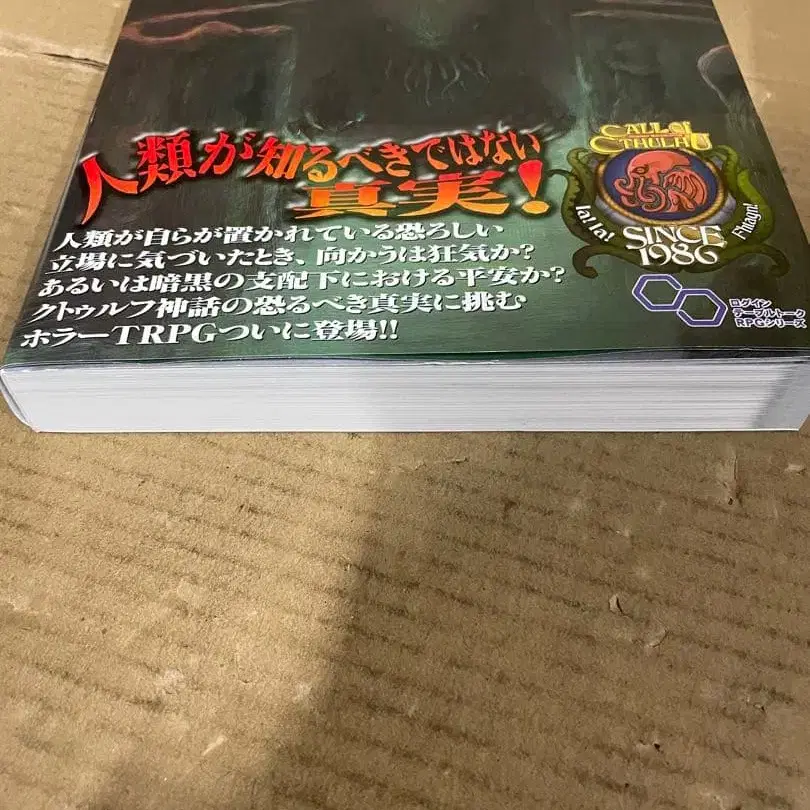 人類が知るべきではない
真実!
人類が自らが置かれている恐ろしい
立場に気づいたとき、向かうは狂気か?
あるいは暗黒の支配下における平安か?
クトゥルフ神話の恐るべき真実に挑む
ホラーTRPGついに登場!!
CALL OF
CTHULHU
Ia! Ia!
Fhtagn!
SINCE
1986
ログイン
テーブルトーク
RPGシリーズ